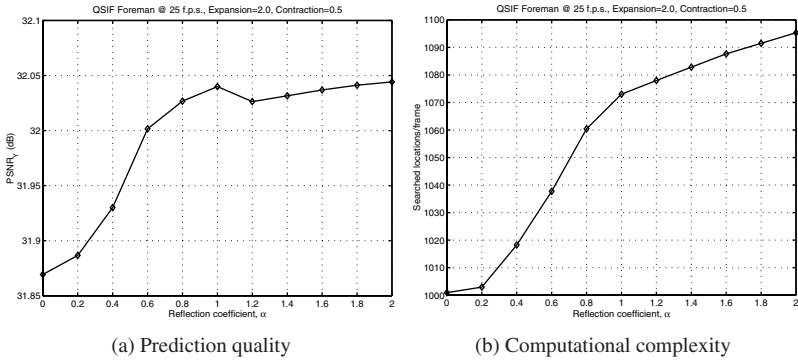 QSIF Foreman @ 25 f.p.s., Expansion=2.0, Contraction=0.5
32.1
32.05
32
31.95
31.9
31.85
PSNR_Y (dB)
0 0.2 0.4 0.6 0.8 1 1.2 1.4 1.6 1.8 2
Reflection coefficient, α
(a) Prediction quality
QSIF Foreman @ 25 f.p.s., Expansion=2.0, Contraction=0.5
1100
1090
1080
1070
1060
1050
1040
1030
1020
1010
1000
Searched locations/frame
0 0.2 0.4 0.6 0.8 1 1.2 1.4 1.6 1.8 2
Reflection coefficient, α
(b) Computational complexity